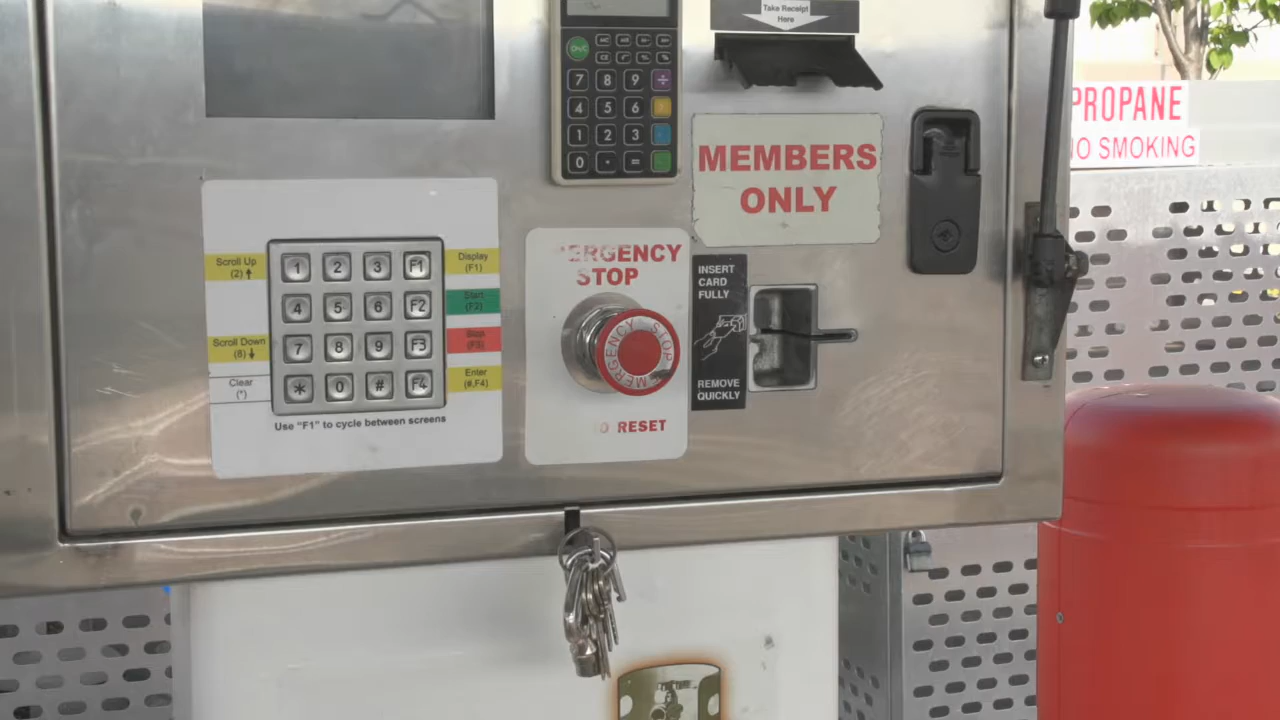 Take Receipt
Here
7 8 9 ÷
4 5 6
1 2 3
0 . =
MEMBERS
ONLY
PROPANE
NO SMOKING
Scroll Up
(2)
Scroll Down
(8)
Clear
(*)
1 2 3 F1
4 5 6 F2
7 8 9 F3
* 0 # F4
Display
(F1)
Start
(F2)
Stop
(F3)
Enter
(#,F4)
Use "F1" to cycle between screens
ERGENCY
STOP
EMERGENCY STOP
O RESET
INSERT
CARD
FULLY
REMOVE
QUICKLY